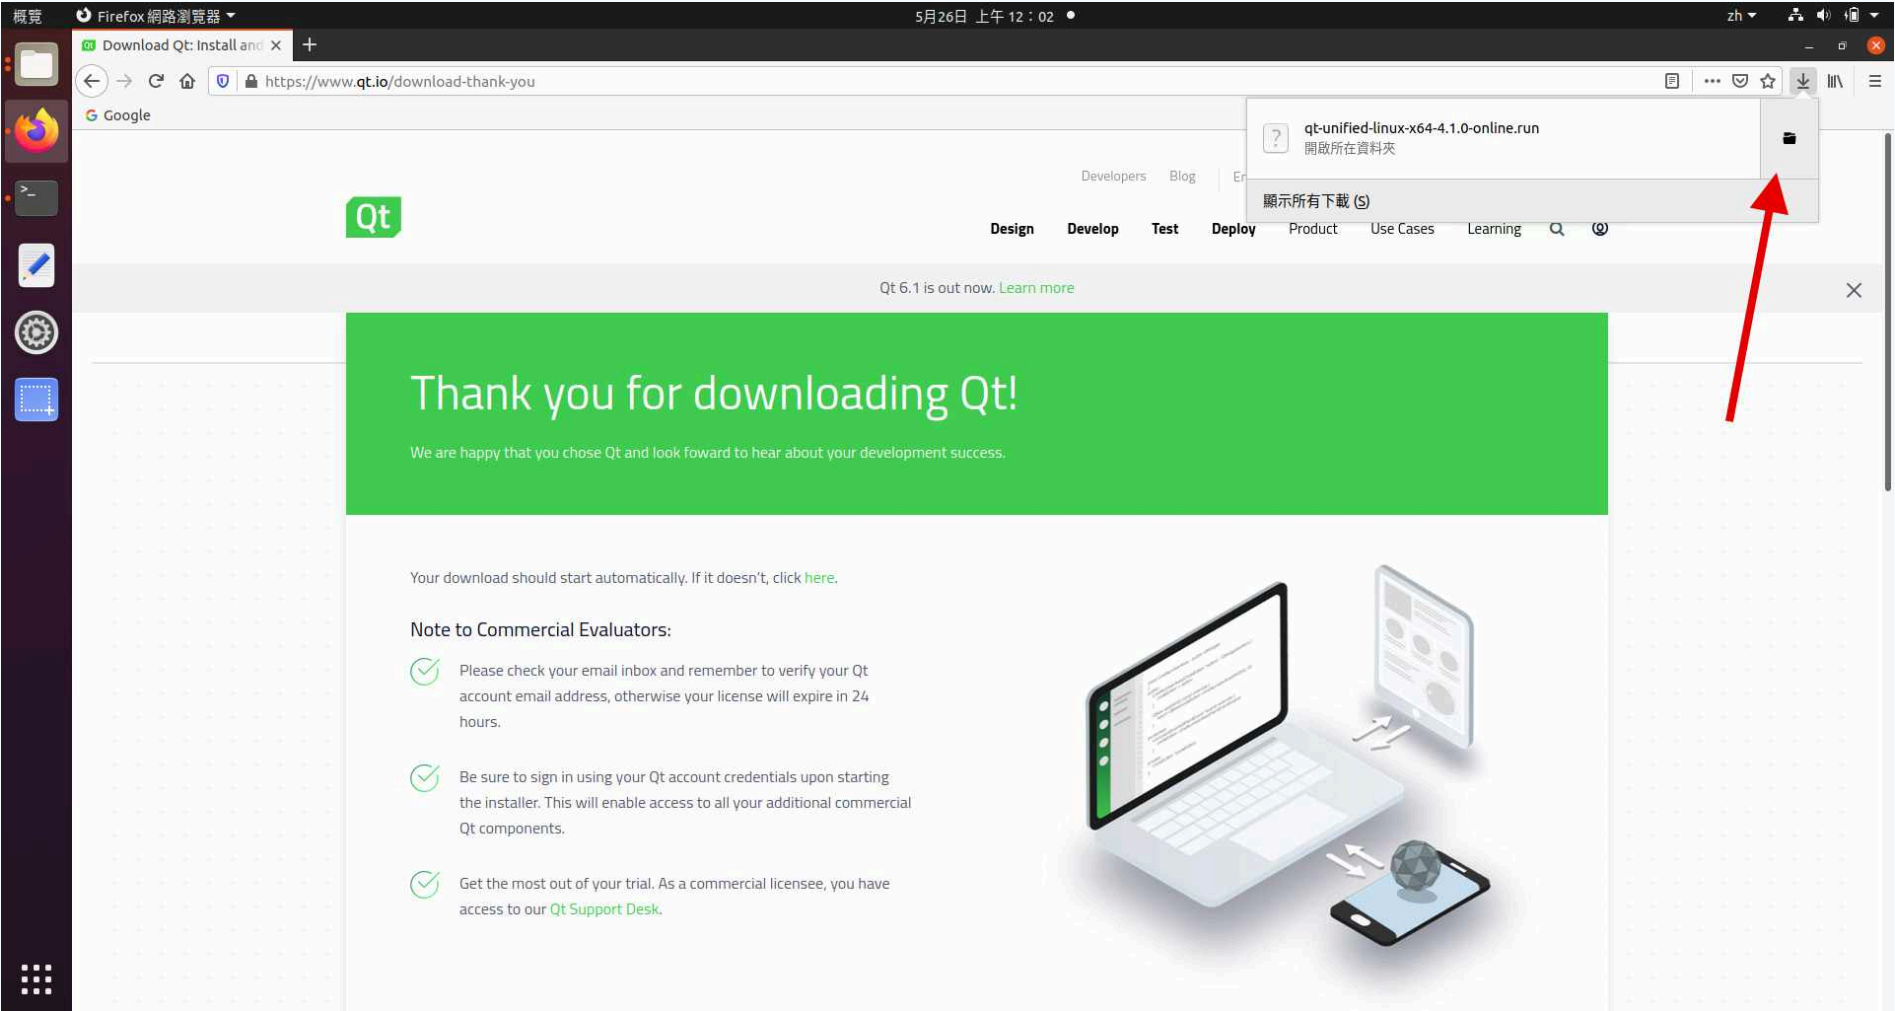 概覽
Firefox 網路瀏覽器
5月26日 上午 12：02
zh
Download Qt: Install and
https://www.qt.io/download-thank-you
Google
qt-unified-linux-x64-4.1.0-online.run
開啟所在資料夾
顯示所有下載 (S)
Developers Blog
Qt
Design Develop Test Deploy Product Use Cases Learning
Qt 6.1 is out now. Learn more
Thank you for downloading Qt!
We are happy that you chose Qt and look foward to hear about your development success.
Your download should start automatically. If it doesn't, click here.
Note to Commercial Evaluators:
Please check your email inbox and remember to verify your Qt
account email address, otherwise your license will expire in 24
hours.
Be sure to sign in using your Qt account credentials upon starting
the installer. This will enable access to all your additional commercial
Qt components.
Get the most out of your trial. As a commercial licensee, you have
access to our Qt Support Desk.